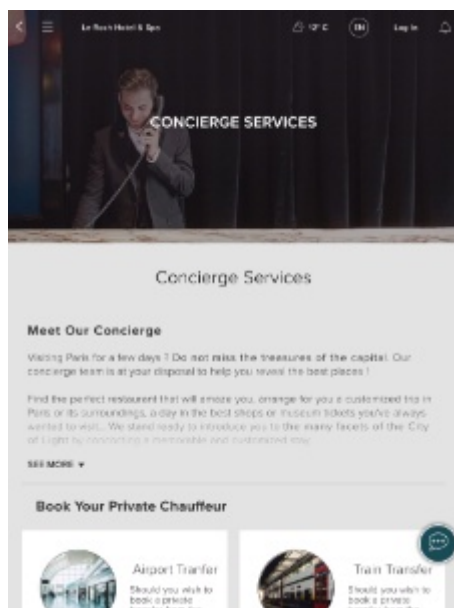 Le Roch Hotel & Spa
12° C
EN
Log in
CONCIERGE SERVICES
Concierge Services
Meet Our Concierge
Visiting Paris for a few days ? Do not miss the treasures of the capital. Our
concierge team is at your disposal to help you reveal the best places !
Find the perfect restaurant that will amaze you, arrange for you a customized trip in
Paris or its surroundings, a day in the best shops or museum tickets you've always
wanted to visit... We stand ready to introduce you to the many facets of the City
of Light by concocting a memorable and customized stay.
SEE MORE ▼
Book Your Private Chauffeur
Airport Tranfer
Should you wish to
book a private
Train Transfer
Should you wish to
book a private